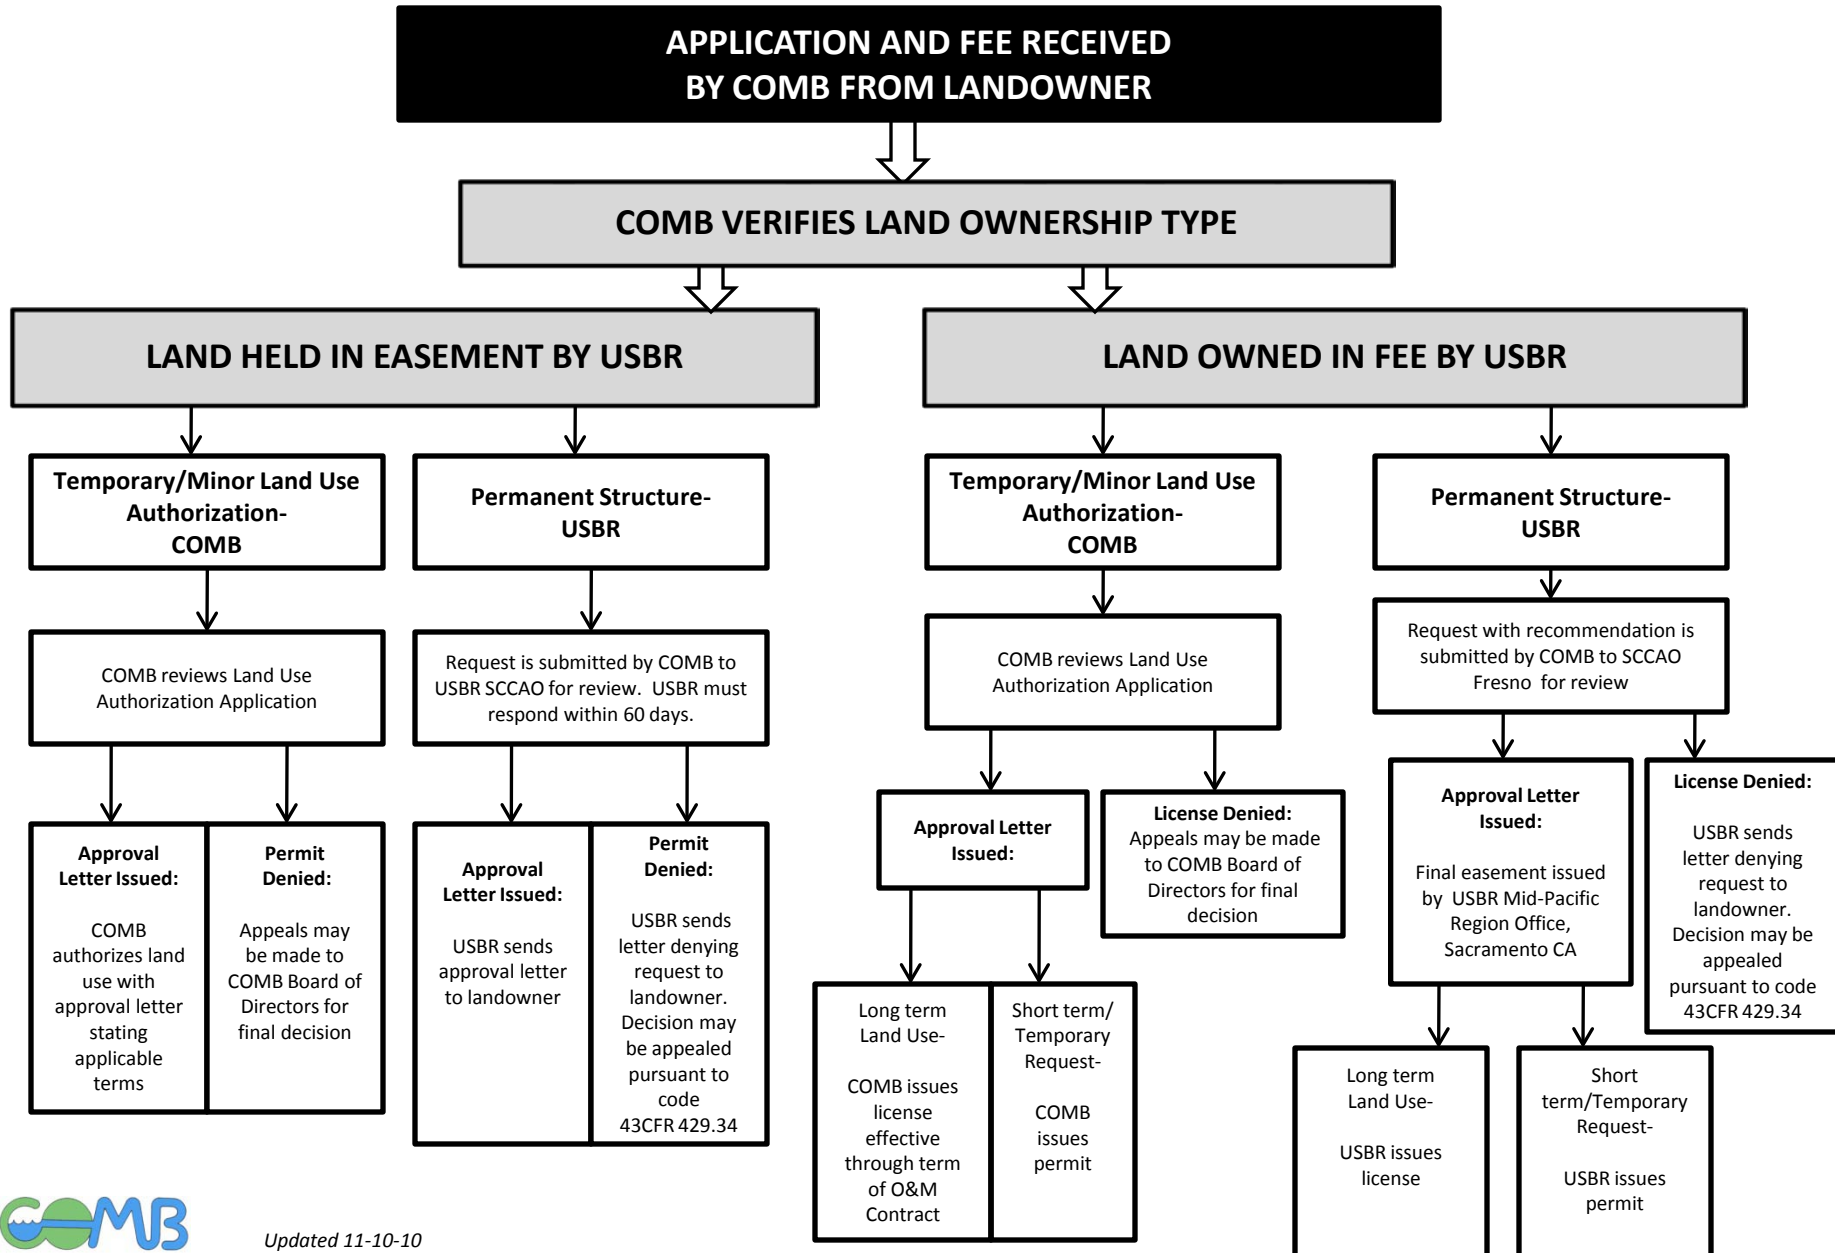 APPLICATION AND FEE RECEIVED
BY COMB FROM LANDOWNER
COMB VERIFIES LAND OWNERSHIP TYPE
LAND HELD IN EASEMENT BY USBR
LAND OWNED IN FEE BY USBR
Temporary/Minor Land Use
Authorization-
COMB
Permanent Structure-
USBR
Temporary/Minor Land Use
Authorization-
COMB
Permanent Structure-
USBR
COMB reviews Land Use
Authorization Application
Request is submitted by COMB to
USBR SCCAO for review.  USBR must
respond within 60 days.
COMB reviews Land Use
Authorization Application
Request with recommendation is
submitted by COMB to SCCAO
Fresno  for review
Approval
Letter Issued:
COMB
authorizes land
use with
approval letter
stating
applicable
terms
Permit
Denied:
Appeals may
be made to
COMB Board of
Directors for
final decision
Approval
Letter Issued:
USBR sends
approval letter
to landowner
Permit
Denied:
USBR sends
letter denying
request to
landowner.
Decision may
be appealed
pursuant to
code
43CFR 429.34
Approval Letter
Issued:
License Denied:
Appeals may be made
to COMB Board of
Directors for final
decision
Long term
Land Use-
COMB issues
license
effective
through term
of O&M
Contract
Short term/
Temporary
Request-
COMB
issues
permit
Approval Letter
Issued:
Final easement issued
by  USBR Mid-Pacific
Region Office,
Sacramento CA
License Denied:
USBR sends
letter denying
request to
landowner.
Decision may be
appealed
pursuant to code
43CFR 429.34
Long term
Land Use-
USBR issues
license
Short
term/Temporary
Request-
USBR issues
permit
COMB
Updated 11-10-10